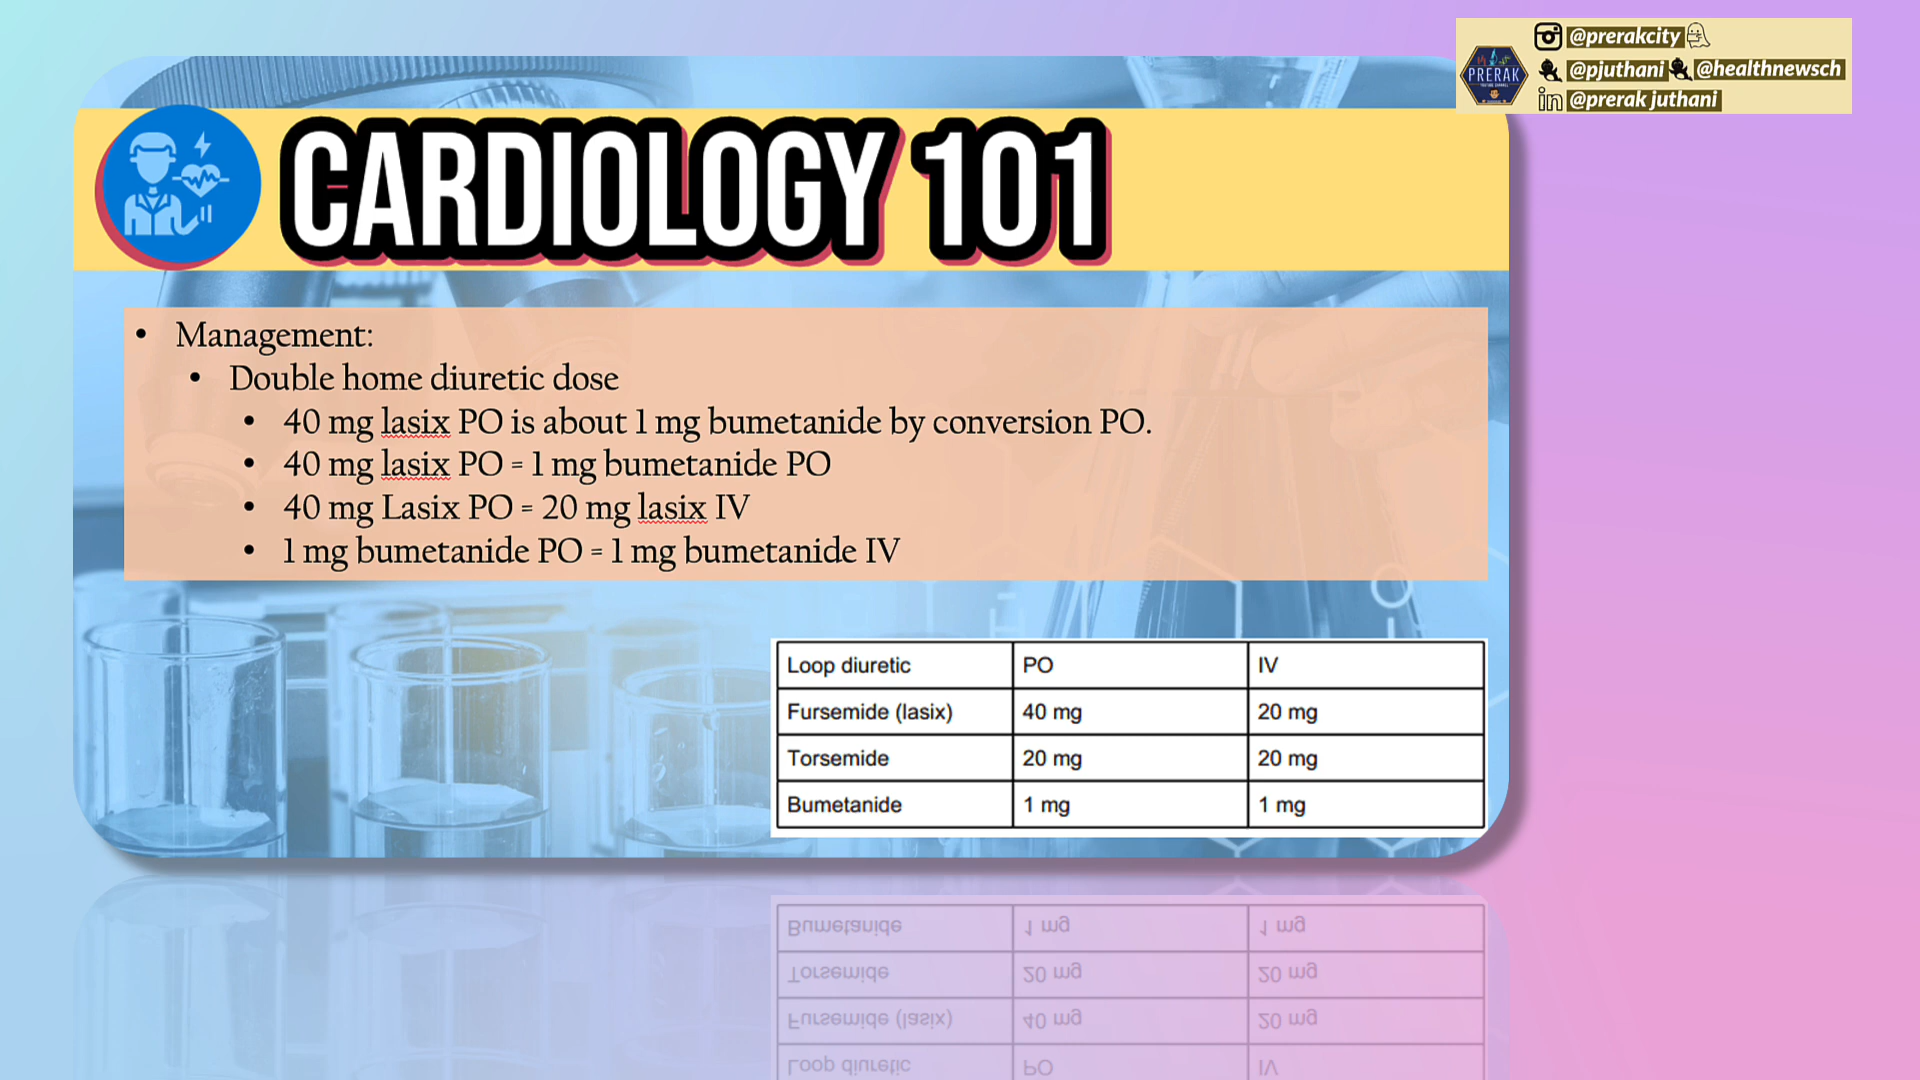 @prerakcity
@pjuthani @healthnewsch
in @prerak juthani
PRERAK
CARDIOLOGY 101
• Management:
• Double home diuretic dose
• 40 mg lasix PO is about 1 mg bumetanide by conversion PO.
• 40 mg lasix PO = 1 mg bumetanide PO
• 40 mg Lasix PO = 20 mg lasix IV
• 1 mg bumetanide PO = 1 mg bumetanide IV
Loop diuretic PO IV
Fursemide (lasix) 40 mg 20 mg
Torsemide 20 mg 20 mg
Bumetanide 1 mg 1 mg